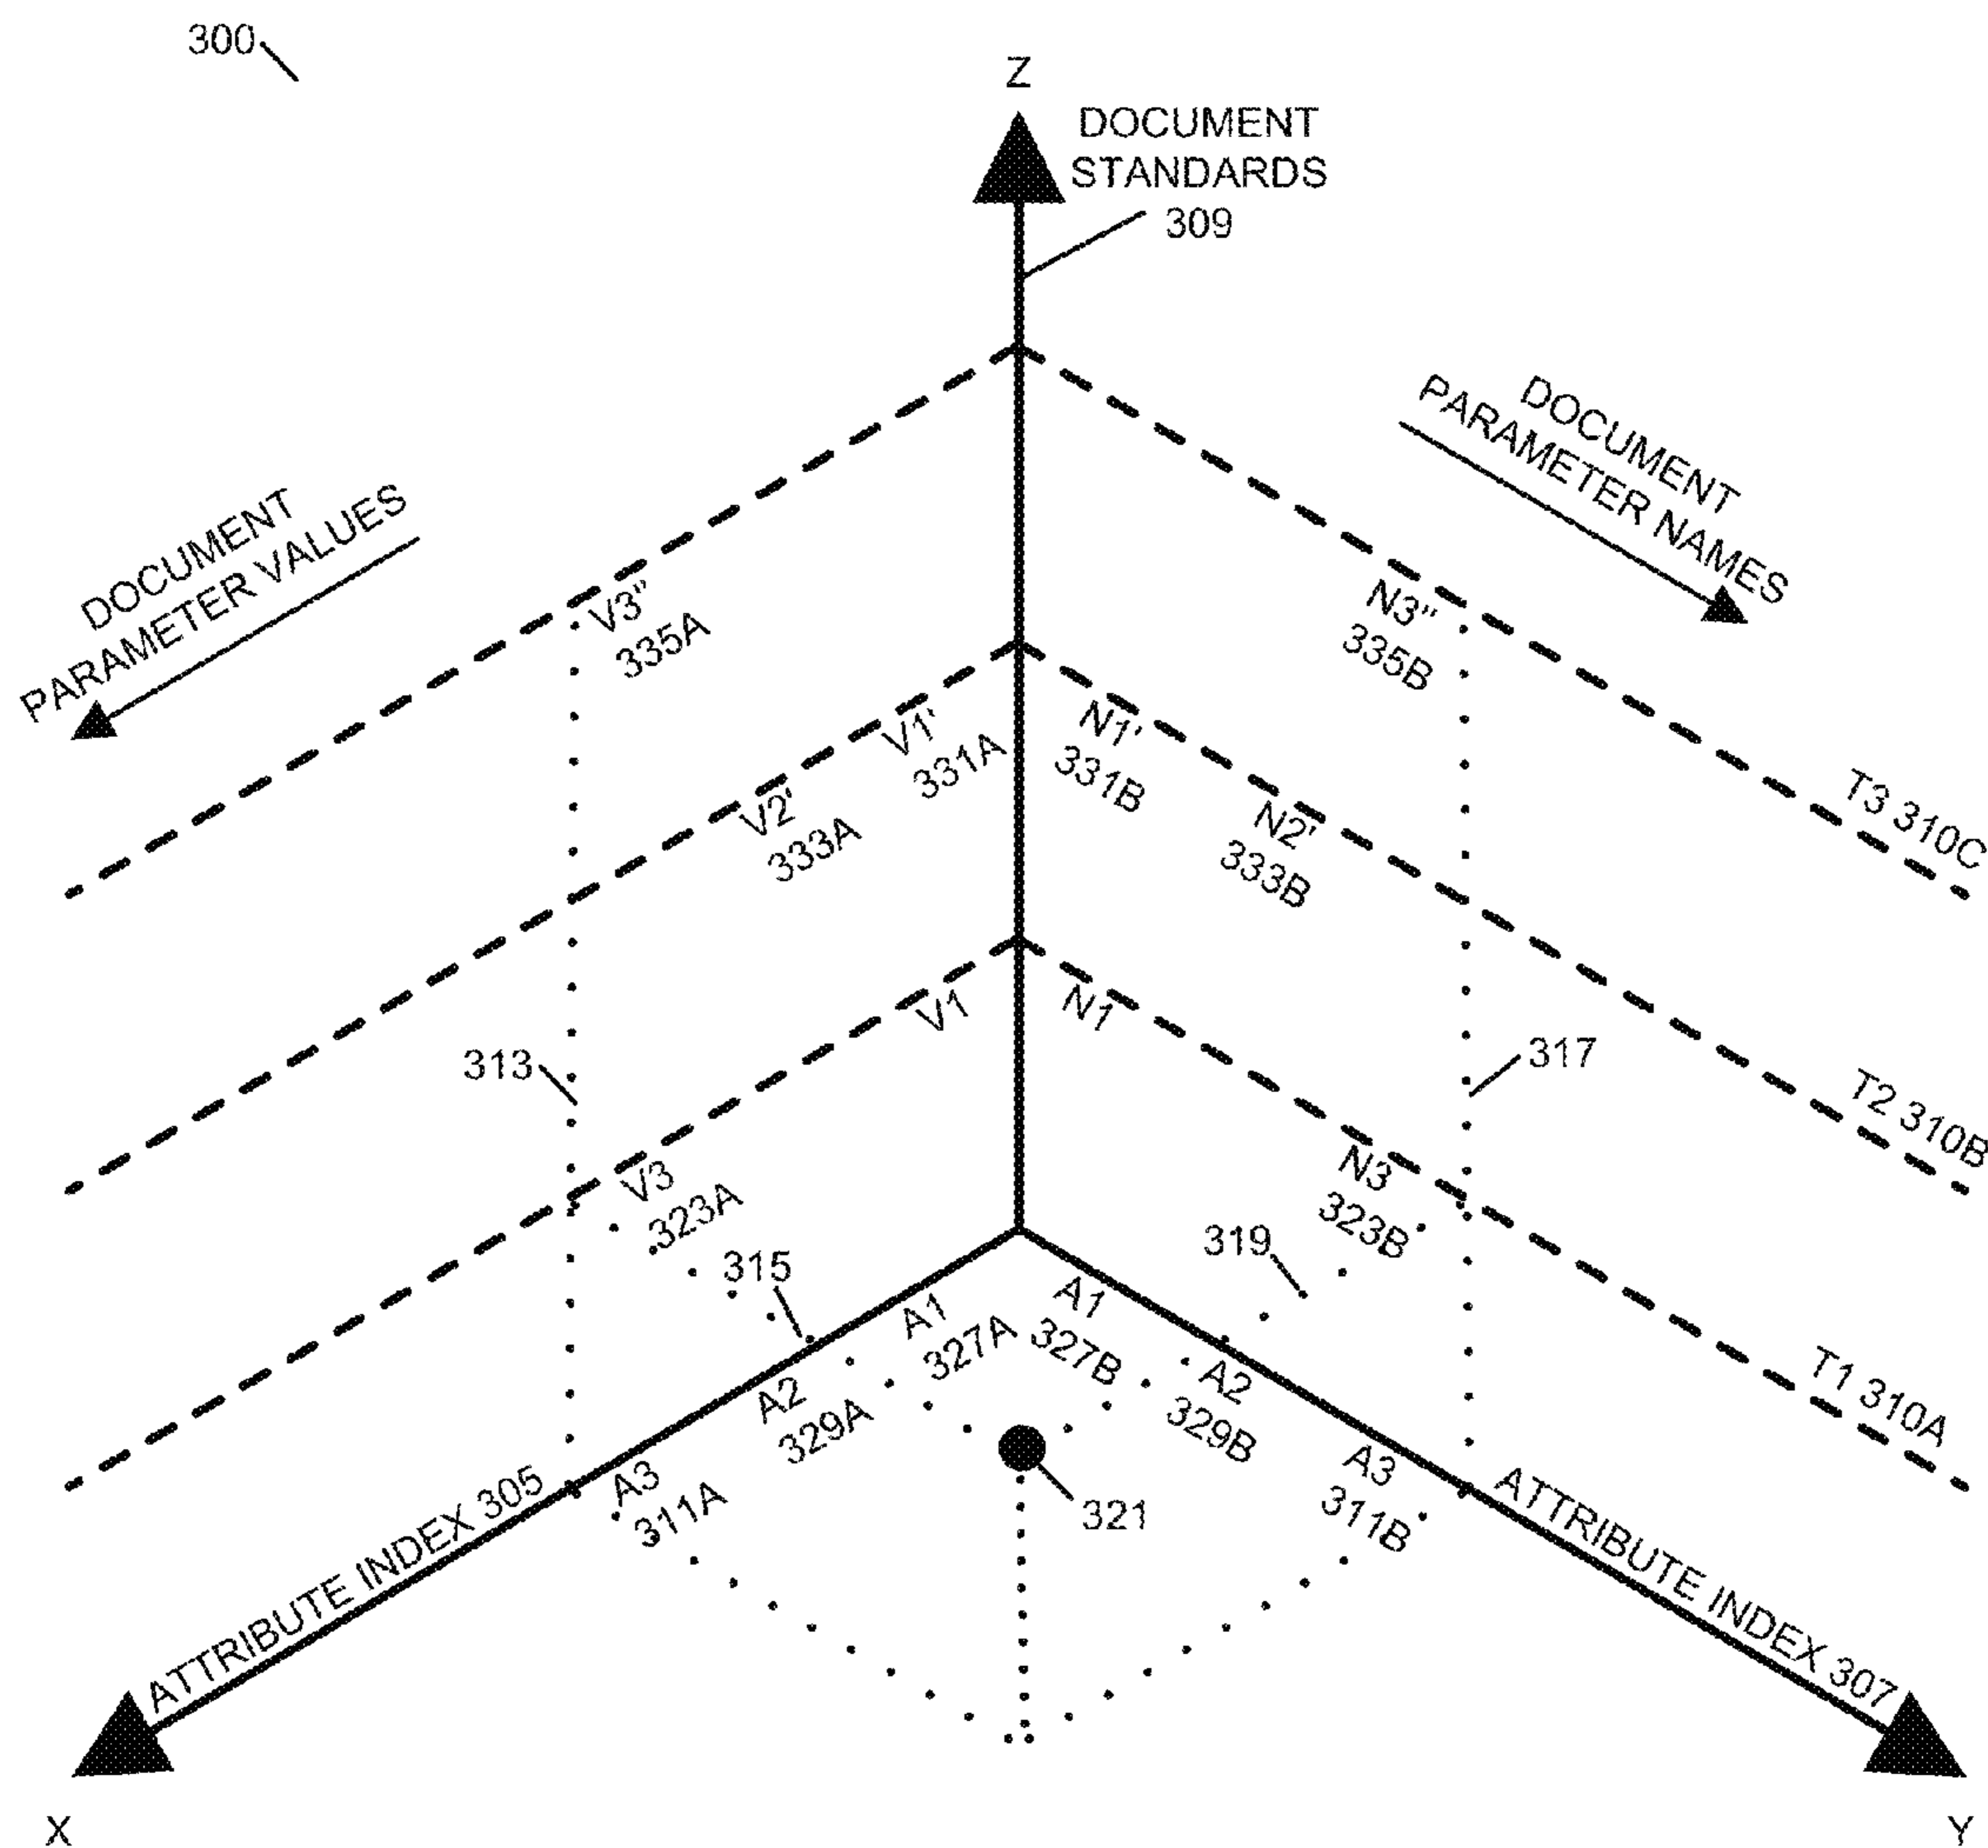 300
Z
DOCUMENT
STANDARDS
309
DOCUMENT
PARAMETER VALUES
DOCUMENT
PARAMETER NAMES
V3"
335A
N3"
335B
V1'
331A
N1'
331B
V2'
333A
N2'
333B
T3 310C
V1
N1
313
317
T2 310B
V3
323A
N3
323B
315
319
A1
327A
A1
327B
A2
329A
A2
329B
T1 310A
A3
311A
A3
311B
321
ATTRIBUTE INDEX 305
ATTRIBUTE INDEX 307
X
Y